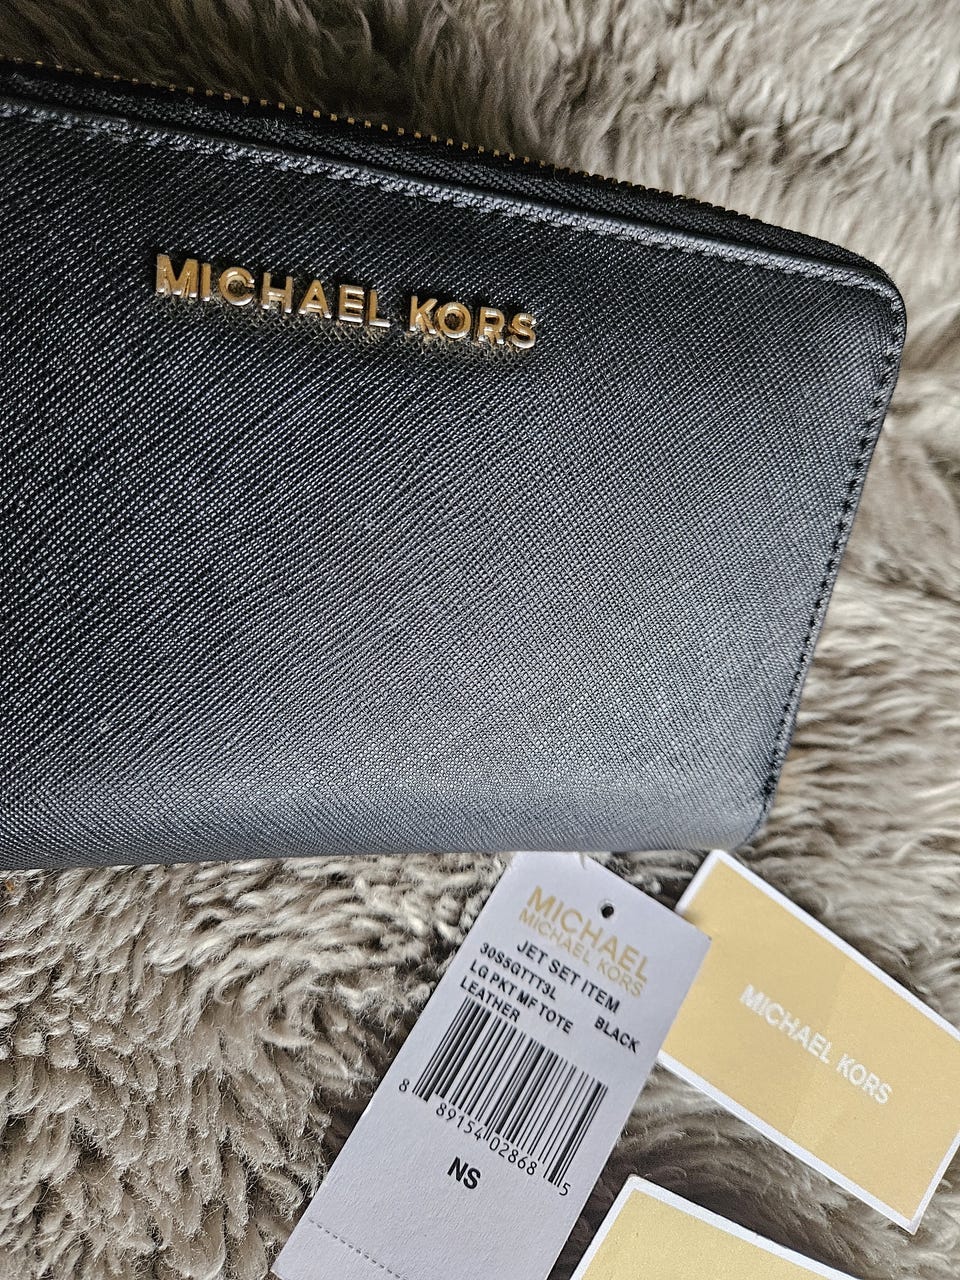 MICHAEL KORS
MICHAEL
MICHAEL KORS
JET SET ITEM
30S5GTTT3L
LG PKT MF TOTE
LEATHER BLACK
8 89154 02868 5
NS
MICHAEL KORS